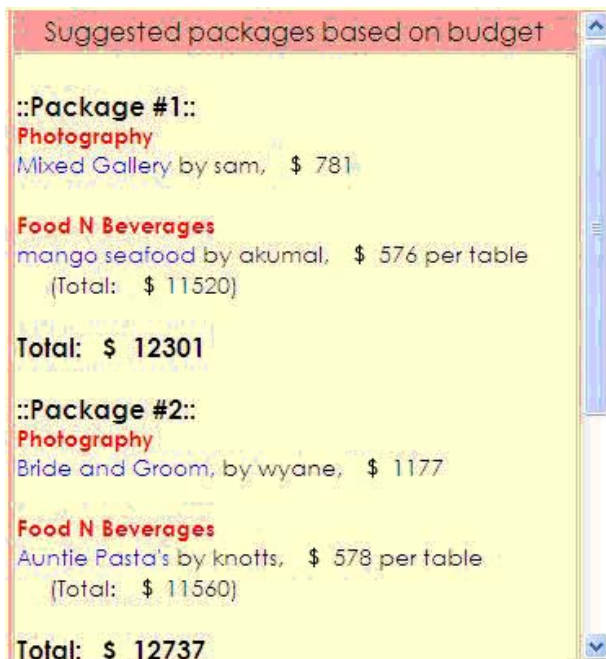 Suggested packages based on budget
::Package #1::
Photography
Mixed Gallery by sam, $ 781
Food N Beverages
mango seafood by akumal, $ 576 per table
(Total: $ 11520)
Total: $ 12301
::Package #2::
Photography
Bride and Groom, by wyane, $ 1177
Food N Beverages
Auntie Pasta's by knotts, $ 578 per table
(Total: $ 11560)
Total: $ 12737